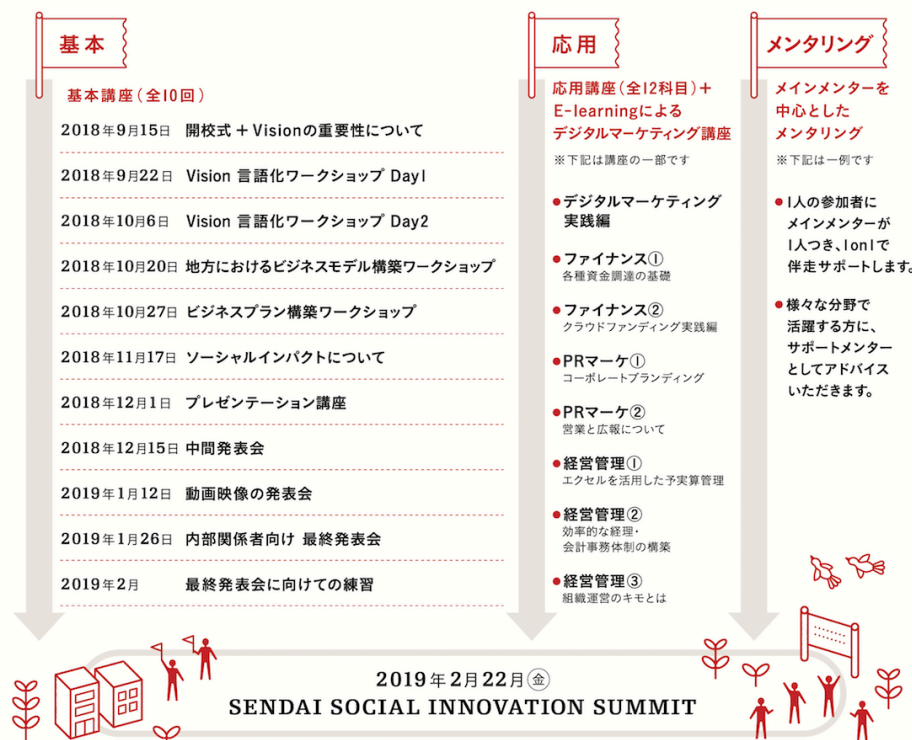 基本
基本講座(全10回)
2018年9月15日 開校式+Visionの重要性について
2018年9月22日 Vision 言語化ワークショップ Day1
2018年10月6日 Vision 言語化ワークショップ Day2
2018年10月20日 地方におけるビジネスモデル構築ワークショップ
2018年10月27日 ビジネスプラン構築ワークショップ
2018年11月17日 ソーシャルインパクトについて
2018年12月1日 プレゼンテーション講座
2018年12月15日 中間発表会
2019年1月12日 動画映像の発表会
2019年1月26日 内部関係者向け 最終発表会
2019年2月 最終発表会に向けての練習
応用
応用講座(全12科目)+
E-learningによる
デジタルマーケティング講座
※下記は講座の一部です
●デジタルマーケティング
実践編
●ファイナンス①
各種資金調達の基礎
●ファイナンス②
クラウドファンディング実践編
●PRマーケ①
コーポレートブランディング
●PRマーケ②
営業と広報について
●経営管理①
エクセルを活用した予実算管理
●経営管理②
効率的な経理・
会計事務体制の構築
●経営管理③
組織運営のキモとは
メンタリング
メインメンターを
中心とした
メンタリング
※下記は一例です
●1人の参加者に
メインメンターが
1人つき、1on1で
伴走サポートします。
●様々な分野で
活躍する方に、
サポートメンター
としてアドバイス
いただきます。
2019年2月22月㊎
SENDAI SOCIAL INNOVATION SUMMIT